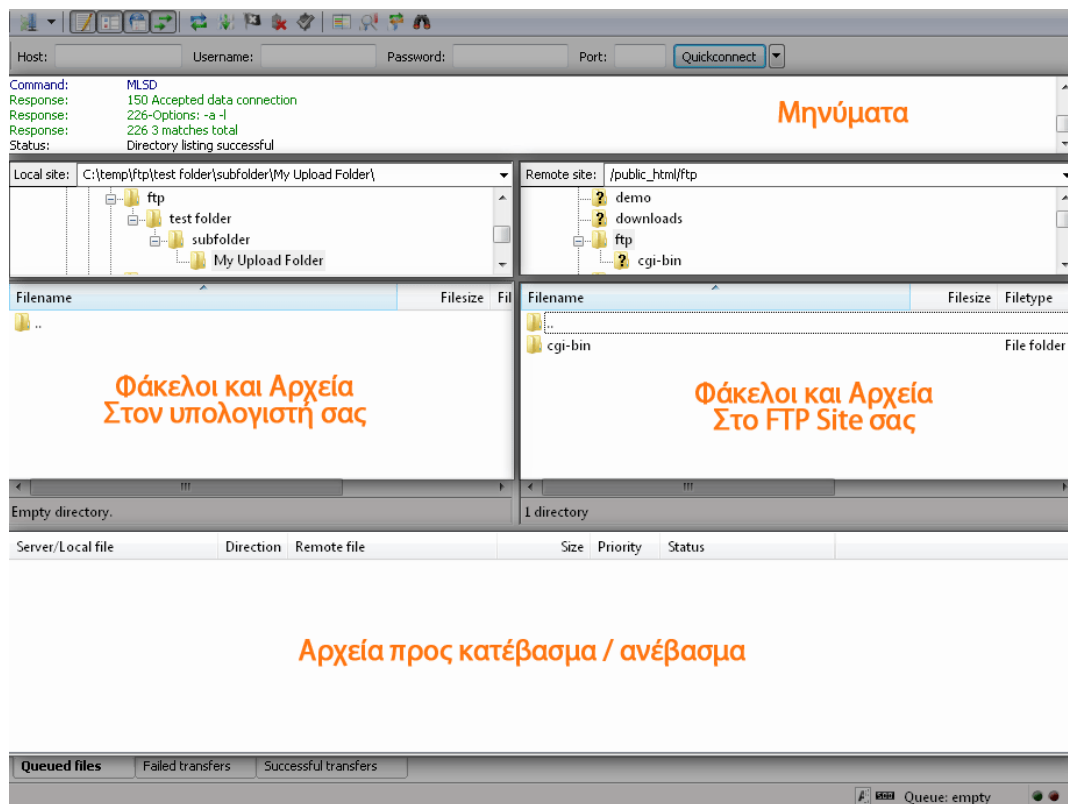 Host: Username: Password: Port: Quickconnect
Command: MLSD
Response: 150 Accepted data connection
Response: 226-Options: -a -l
Response: 226 3 matches total
Status: Directory listing successful
Μηνύματα
Local site: C:\temp\ftp\test folder\subfolder\My Upload Folder\
ftp
test folder
subfolder
My Upload Folder
Remote site: /public_html/ftp
demo
downloads
ftp
cgi-bin
Filename Filesize Fil
..
Φάκελοι και Αρχεία
Στον υπολογιστή σας
Empty directory.
Filename Filesize Filetype
..
cgi-bin File folder
Φάκελοι και Αρχεία
Στο FTP Site σας
1 directory
Server/Local file Direction Remote file Size Priority Status
Αρχεία προς κατέβασμα / ανέβασμα
Queued files Failed transfers Successful transfers
Queue: empty